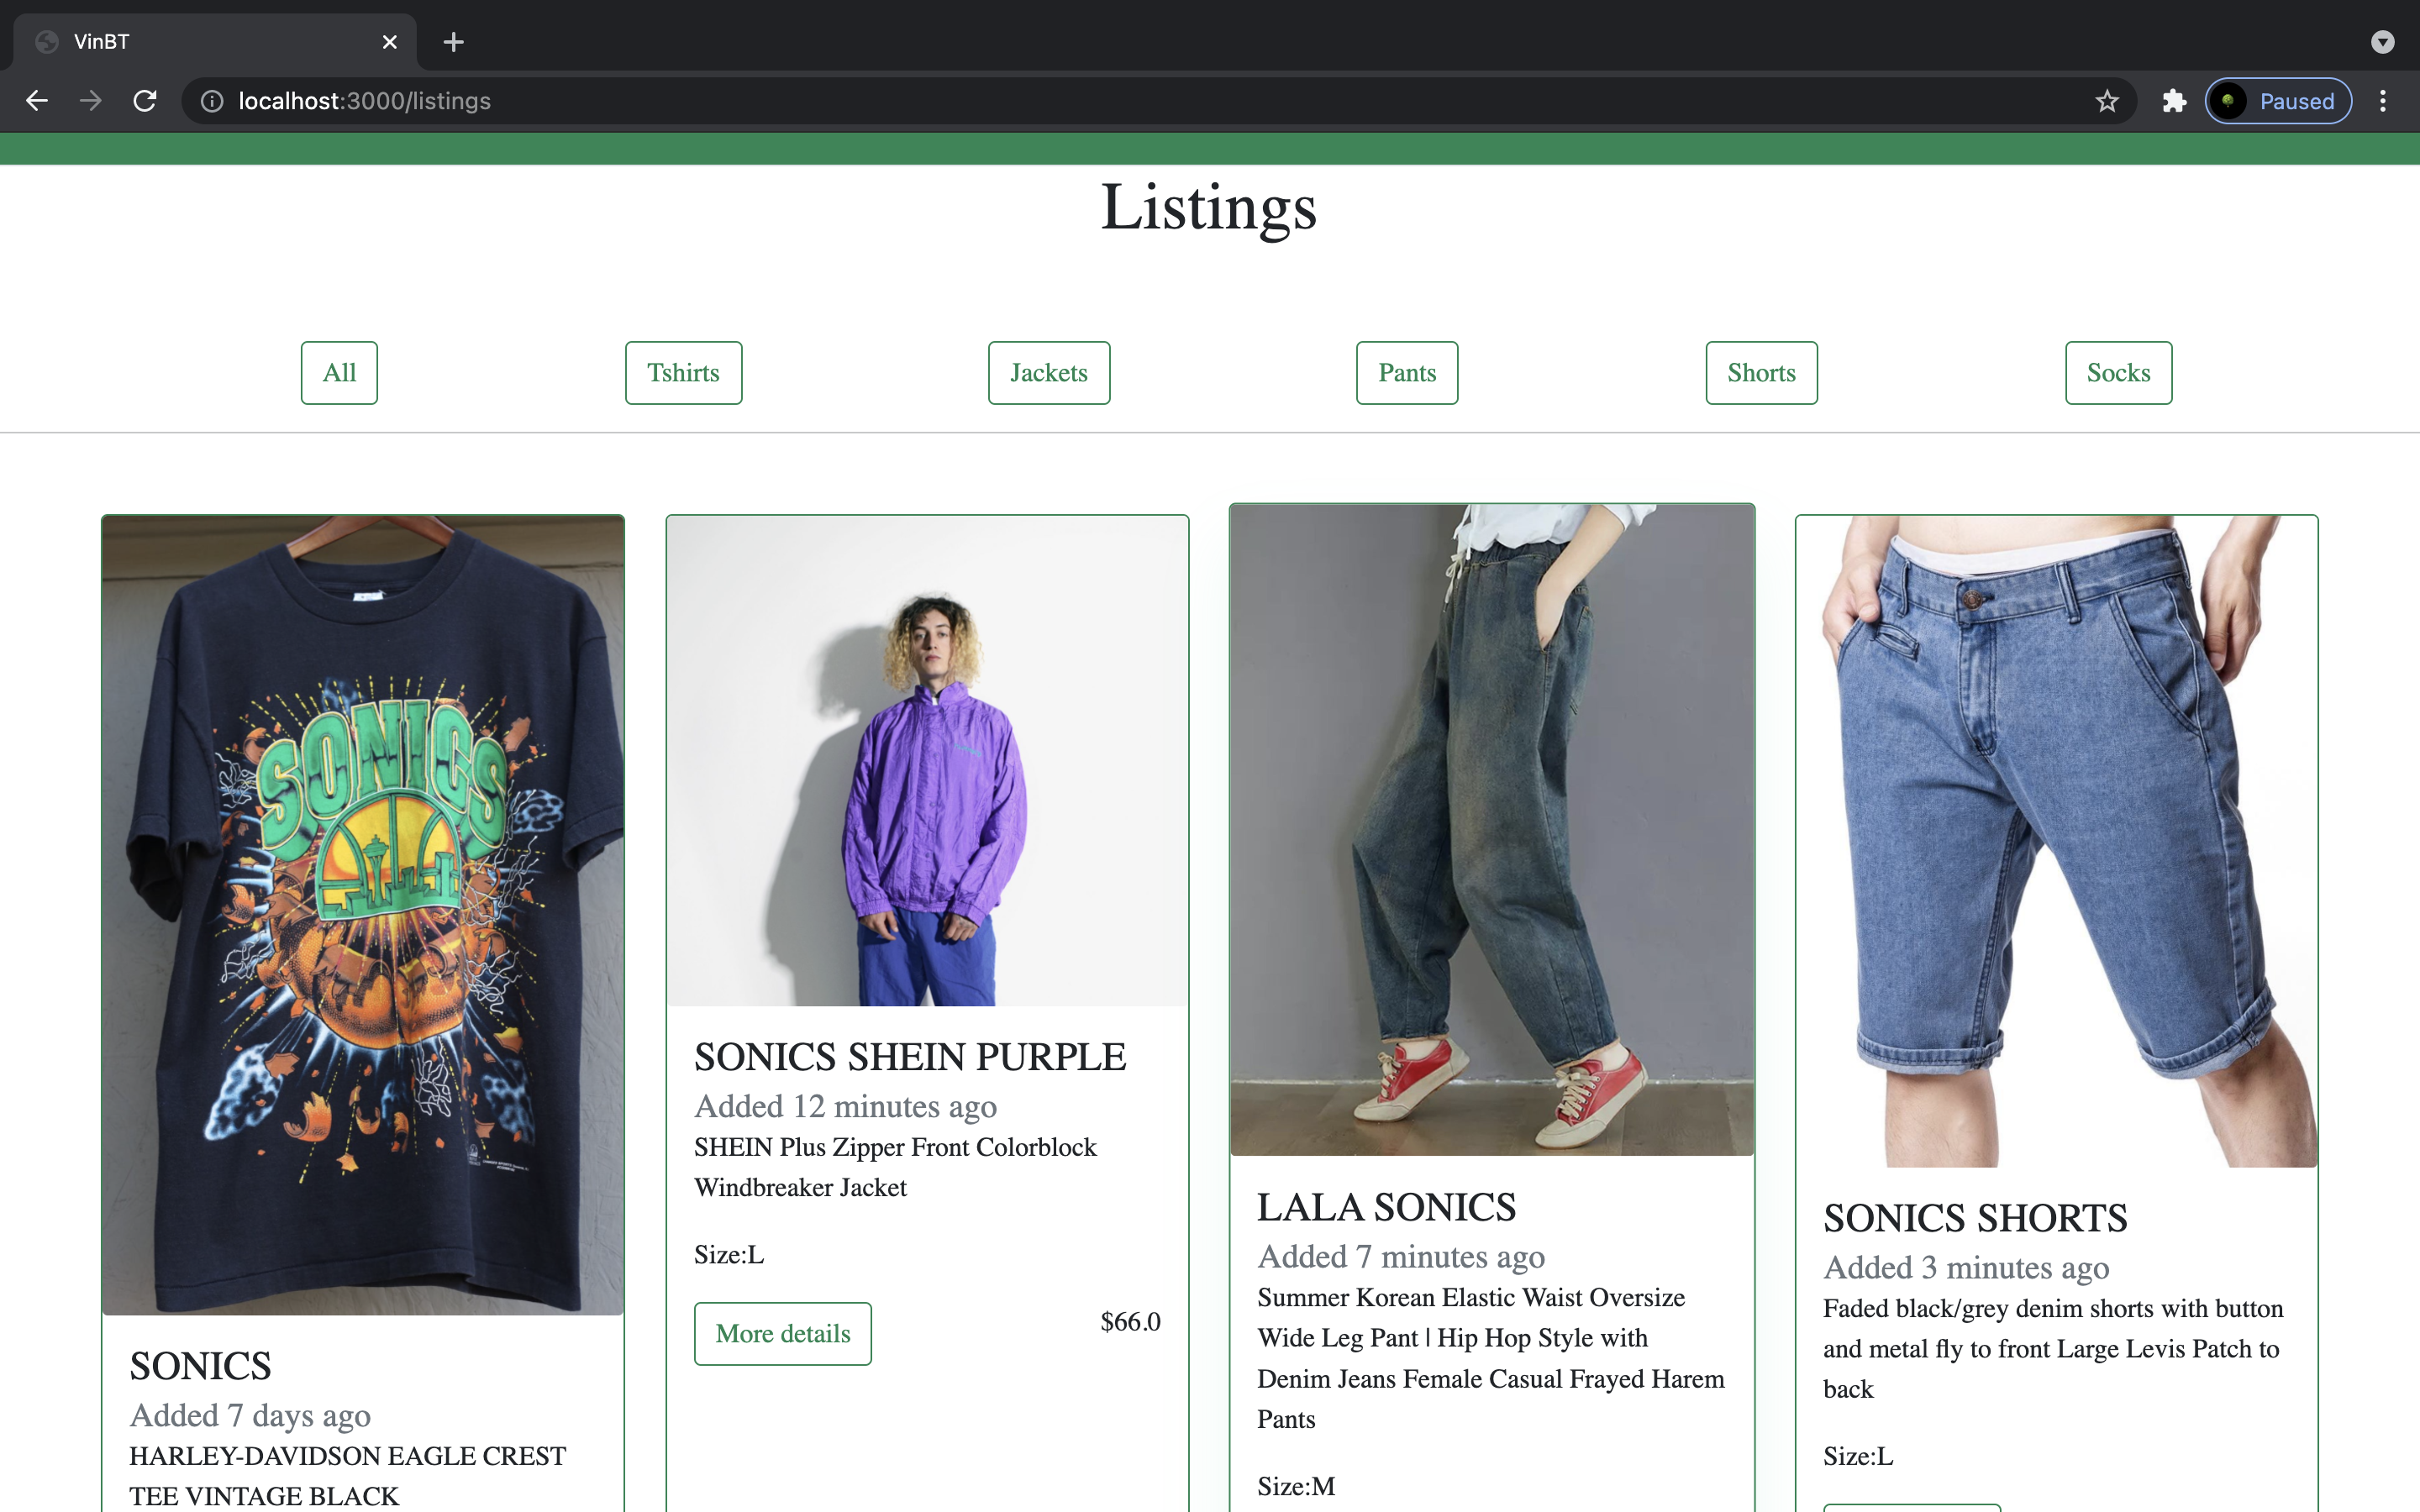 VinBT
localhost:3000/listings
Paused
Listings
All
Tshirts
Jackets
Pants
Shorts
Socks
SONICS
SONICS
Added 7 days ago
HARLEY-DAVIDSON EAGLE CREST
TEE VINTAGE BLACK
SONICS SHEIN PURPLE
Added 12 minutes ago
SHEIN Plus Zipper Front Colorblock
Windbreaker Jacket
Size:L
More details
$66.0
LALA SONICS
Added 7 minutes ago
Summer Korean Elastic Waist Oversize
Wide Leg Pant | Hip Hop Style with
Denim Jeans Female Casual Frayed Harem
Pants
Size:M
SONICS SHORTS
Added 3 minutes ago
Faded black/grey denim shorts with button
and metal fly to front Large Levis Patch to
back
Size:L